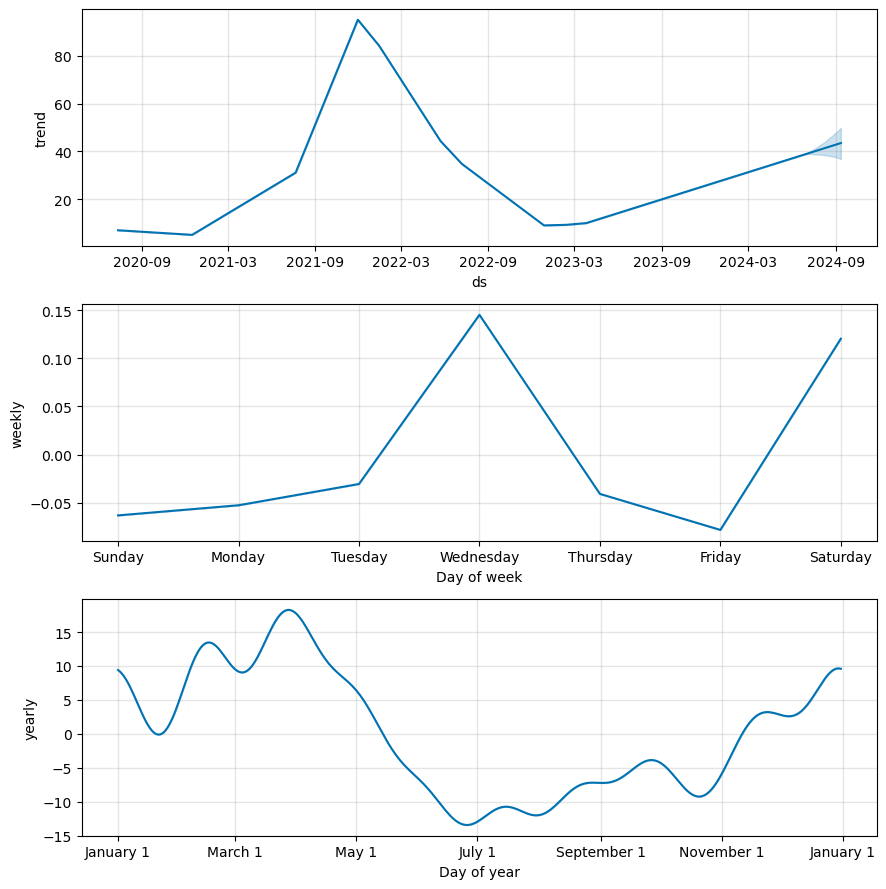 80
60
40
20
trend
2020-09 2021-03 2021-09 2022-03 2022-09 2023-03 2023-09 2024-03 2024-09
ds
0.15
0.10
0.05
0.00
−0.05
weekly
Sunday Monday Tuesday Wednesday Thursday Friday Saturday
Day of week
15
10
5
0
−5
−10
−15
yearly
January 1 March 1 May 1 July 1 September 1 November 1 January 1
Day of year